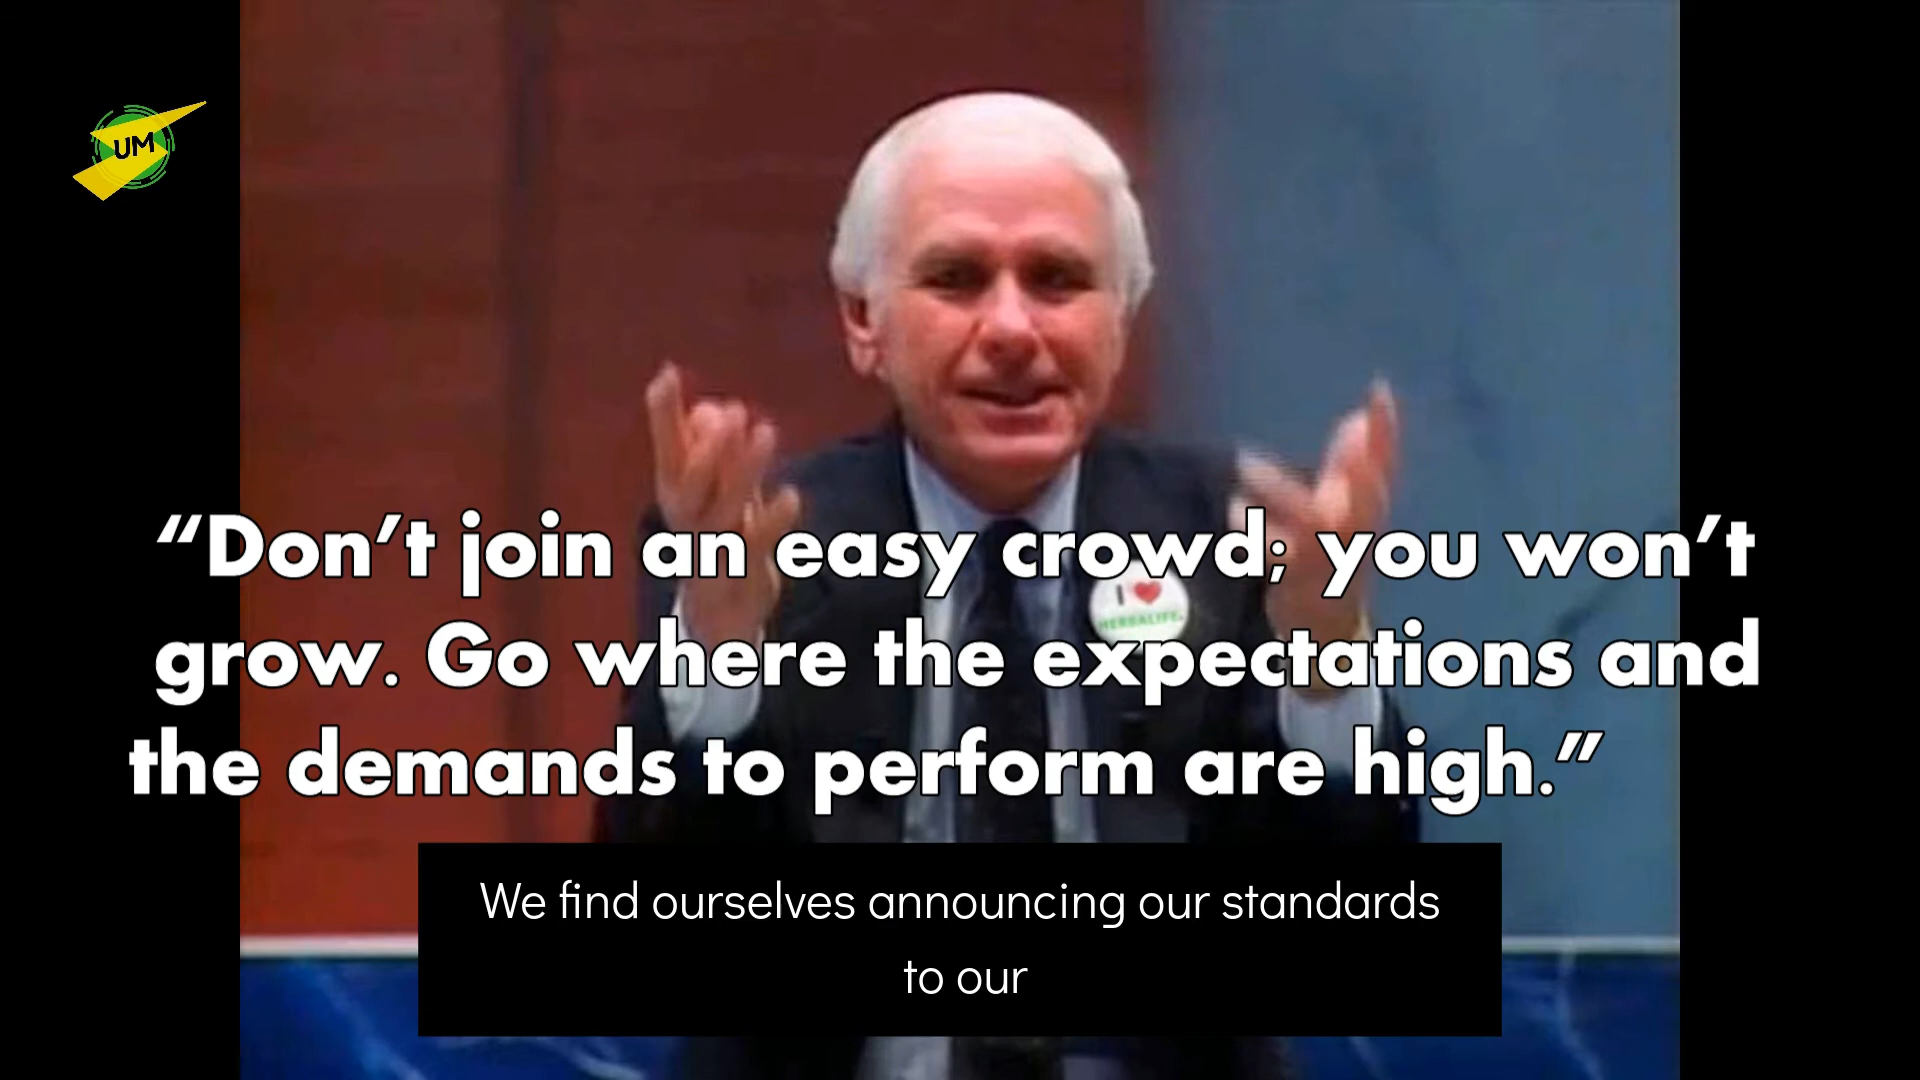 UM
“Don’t join an easy crowd; you won’t
I ❤
HERBALIFE
grow. Go where the expectations and
the demands to perform are high.”
We find ourselves announcing our standards
to our